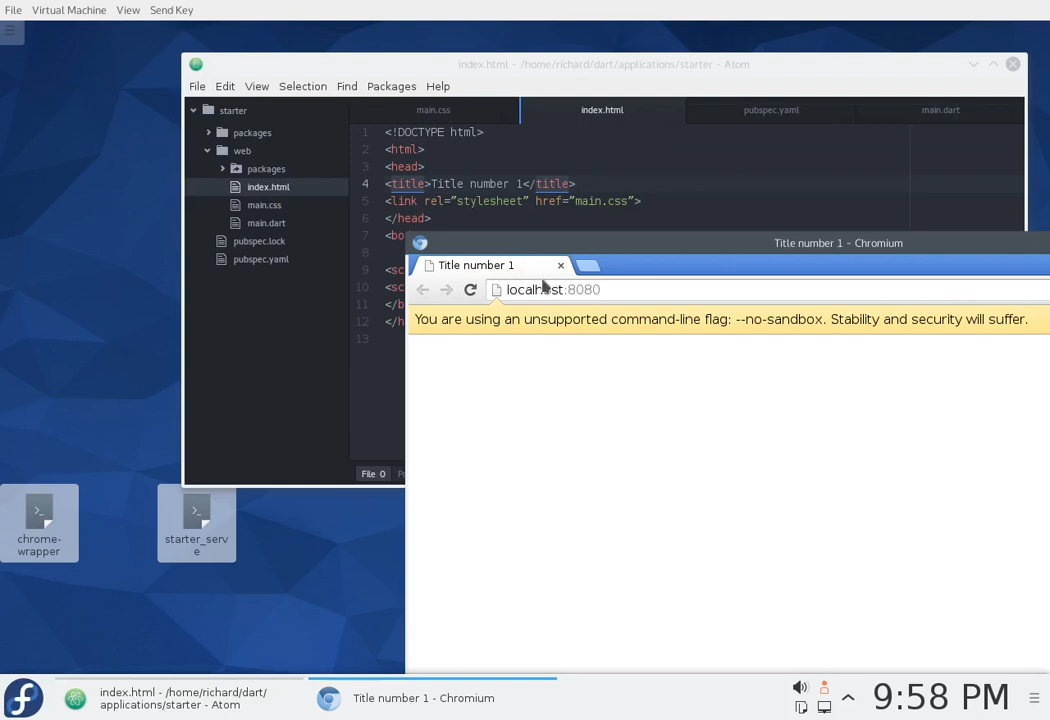 File Virtual Machine View Send Key
index.html - /home/richard/dart/applications/starter - Atom
File Edit View Selection Find Packages Help
starter
packages
web
packages
index.html
main.css
main.dart
pubspec.lock
pubspec.yaml
main.css index.html pubspec.yaml main.dart
1 <!DOCTYPE html>
2 <html>
3 <head>
4 <title>Title number 1</title>
5 <link rel=”stylesheet” href=”main.css”>
6 </head>
7 <bo
8
9 <sc
10 <sc
11 </b
12 </h
13
File 0
Title number 1 - Chromium
Title number 1
localhost:8080
You are using an unsupported command-line flag: --no-sandbox. Stability and security will suffer.
chrome-
wrapper
starter_serv
e
index.html - /home/richard/dart/
applications/starter - Atom
Title number 1 - Chromium
9:58 PM